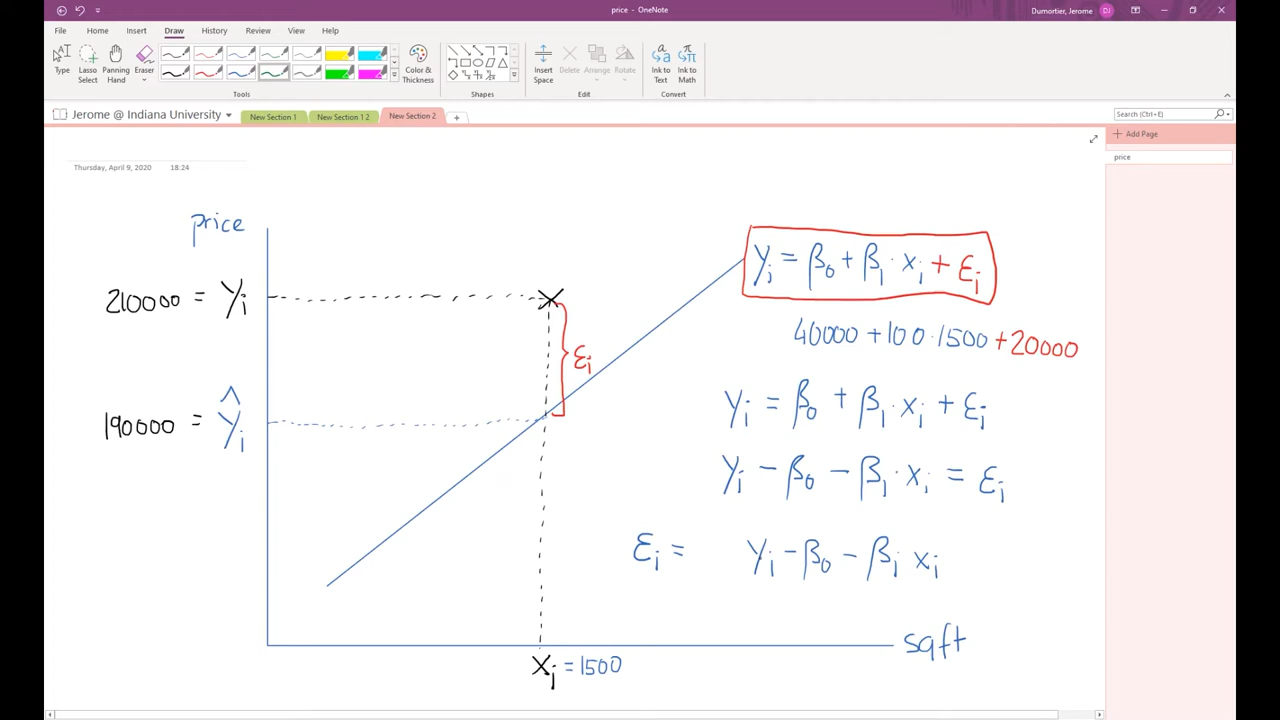 price - OneNote
Dumortier, Jerome DJ
File Home Insert Draw History Review View Help
Type Lasso Select Panning Hand Eraser Color & Thickness Insert Space Delete Arrange Rotate Ink to Text Ink to Math
Tools Shapes Edit Convert
Jerome @ Indiana University New Section 1 New Section 1 2 New Section 2 + Search (Ctrl+E)
Add Page
price
Thursday, April 9, 2020 18:24
price
yᵢ = β₀ + β₁ · xᵢ + εᵢ
210000 = yᵢ
40000 + 100 · 1500 + 20000
εᵢ
190000 = ŷᵢ
yᵢ = β₀ + β₁ · xᵢ + εᵢ
yᵢ - β₀ - β₁ · xᵢ = εᵢ
εᵢ = yᵢ - β₀ - β₁ xᵢ
sqft
xᵢ = 1500